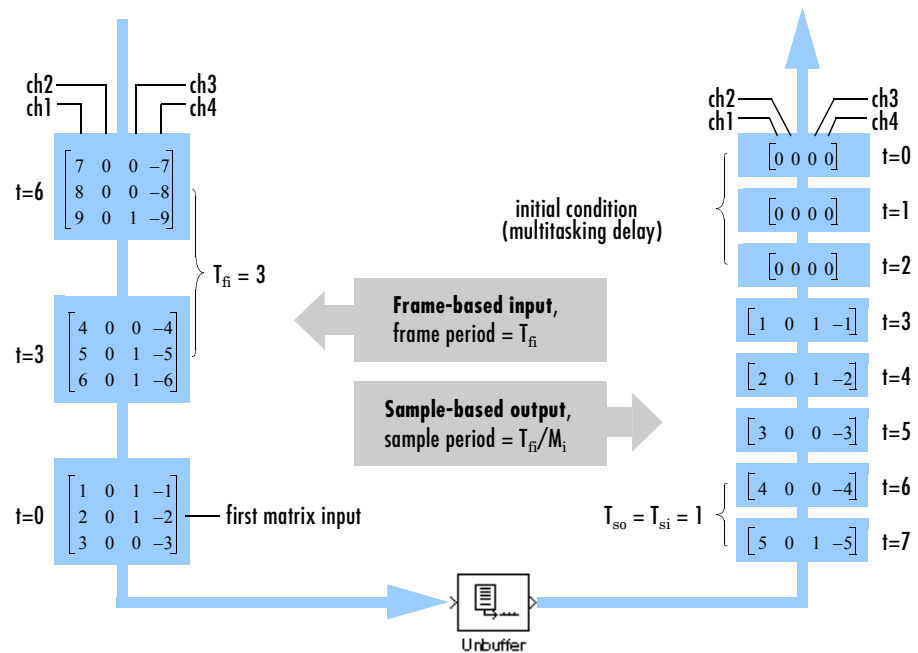 ch2 ch3
ch1 ch4
t=6
7 0 0 –7
8 0 0 –8
9 0 1 –9
T_fi = 3
t=3
4 0 0 –4
5 0 1 –5
6 0 1 –6
t=0
1 0 1 –1
2 0 1 –2
3 0 0 –3
first matrix input
Frame-based input,
frame period = T_fi
Sample-based output,
sample period = T_fi/M_i
Unbuffer
ch2 ch3
ch1 ch4
initial condition
(multitasking delay)
[0 0 0 0] t=0
[0 0 0 0] t=1
[0 0 0 0] t=2
[1 0 1 –1] t=3
[2 0 1 –2] t=4
[3 0 0 –3] t=5
[4 0 0 –4] t=6
T_so = T_si = 1
[5 0 1 –5] t=7